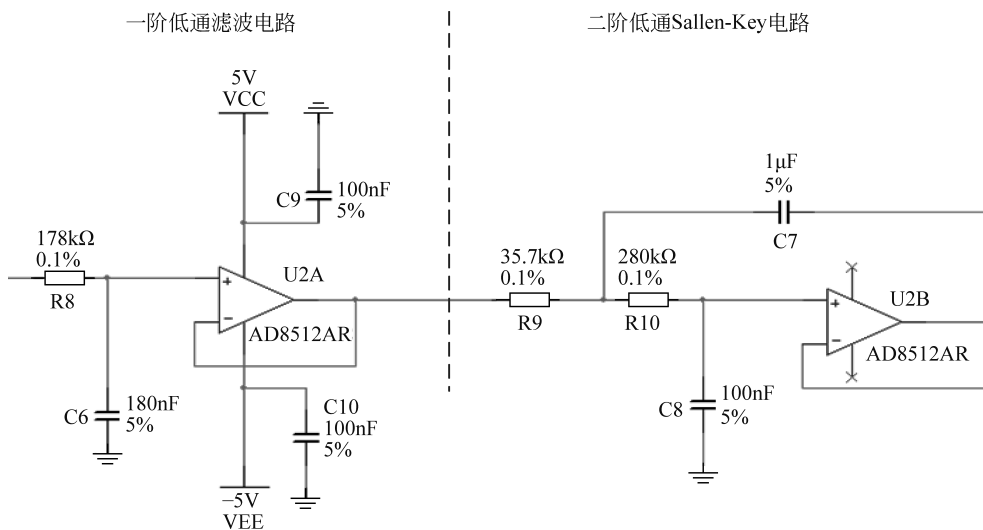 一阶低通滤波电路
二阶低通Sallen-Key电路
5V
VCC
C9
100nF
5%
178kΩ
0.1%
R8
+
−
U2A
AD8512AR
C6
180nF
5%
C10
100nF
5%
−5V
VEE
1μF
5%
C7
35.7kΩ
0.1%
R9
280kΩ
0.1%
R10
+
−
U2B
AD8512AR
C8
100nF
5%